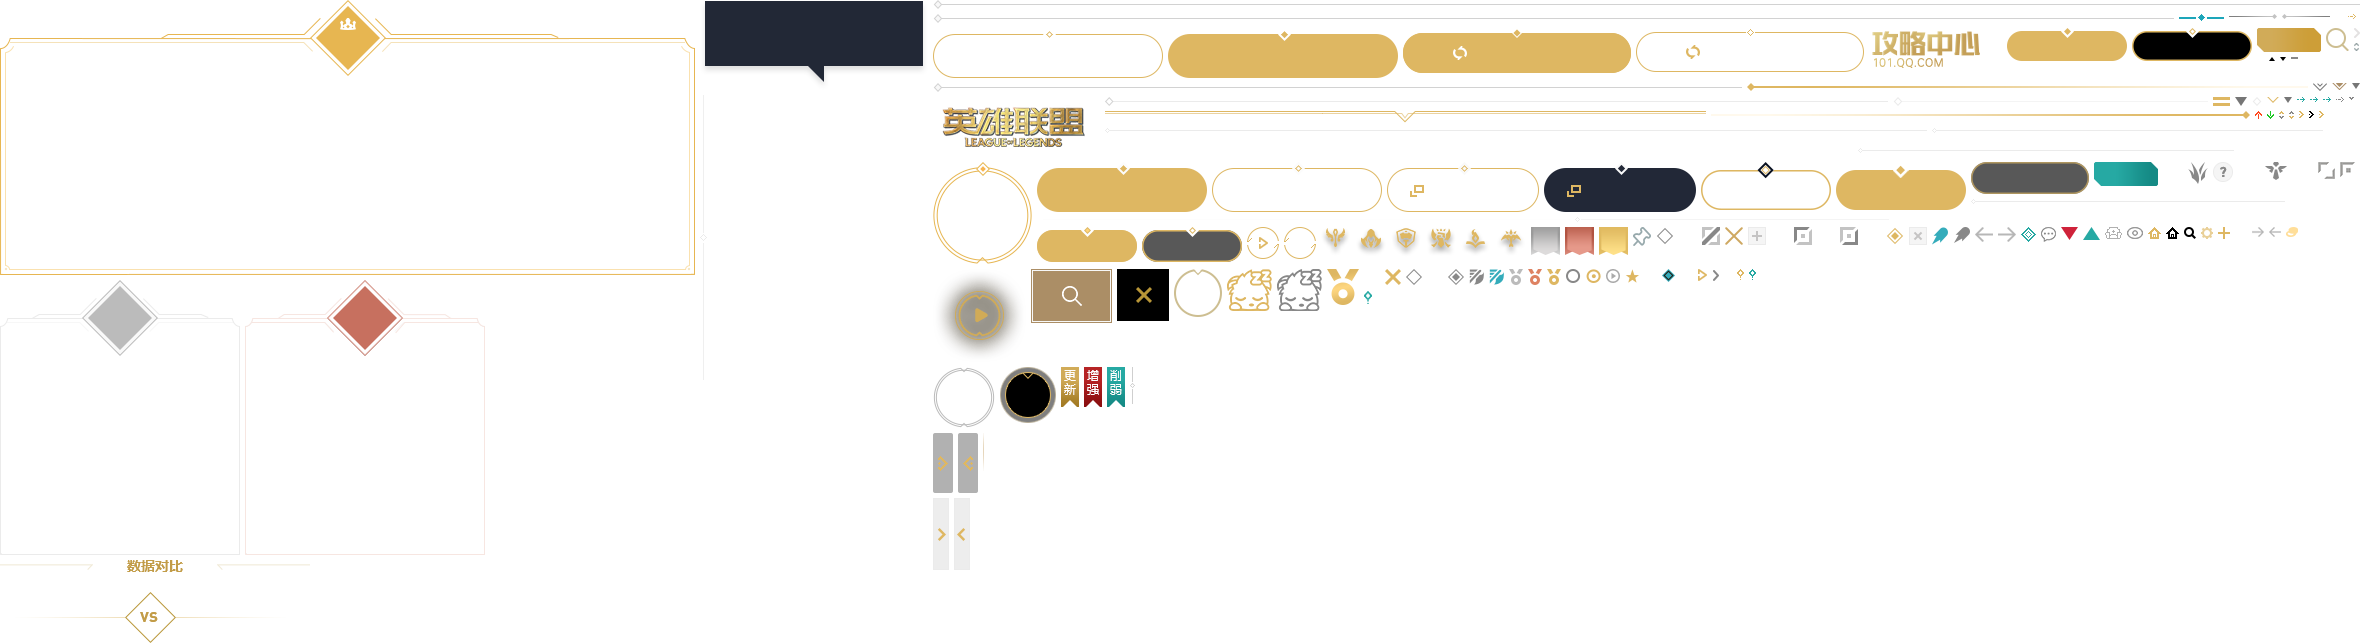 攻略中心
101.QQ.COM
英雄联盟
LEAGUE OF LEGENDS
?
更新
增强
削弱
数据对比
VS